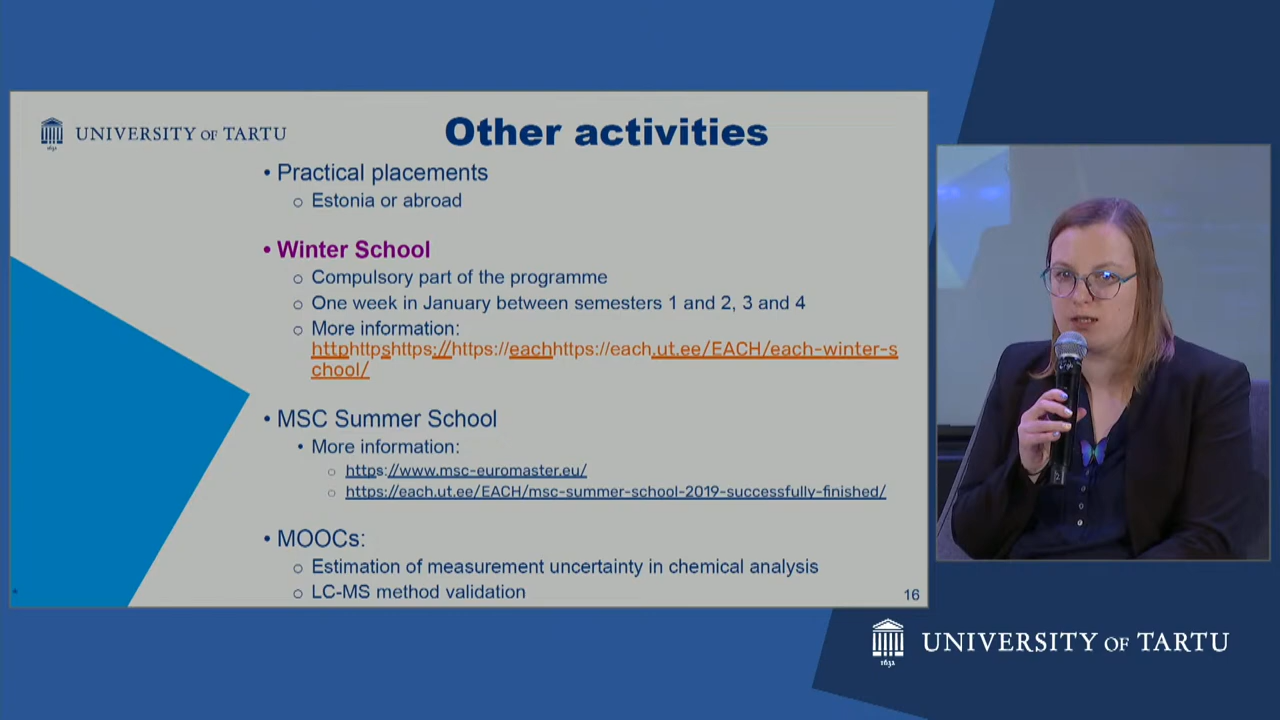 UNIVERSITY OF TARTU
Other activities
• Practical placements
o Estonia or abroad
• Winter School
o Compulsory part of the programme
o One week in January between semesters 1 and 2, 3 and 4
o More information:
httphttpshttps://https://eachhttps://each.ut.ee/EACH/each-winter-s
chool/
• MSC Summer School
• More information:
o https://www.msc-euromaster.eu/
o https://each.ut.ee/EACH/msc-summer-school-2019-successfully-finished/
• MOOCs:
o Estimation of measurement uncertainty in chemical analysis
o LC-MS method validation
16
UNIVERSITY OF TARTU
1632